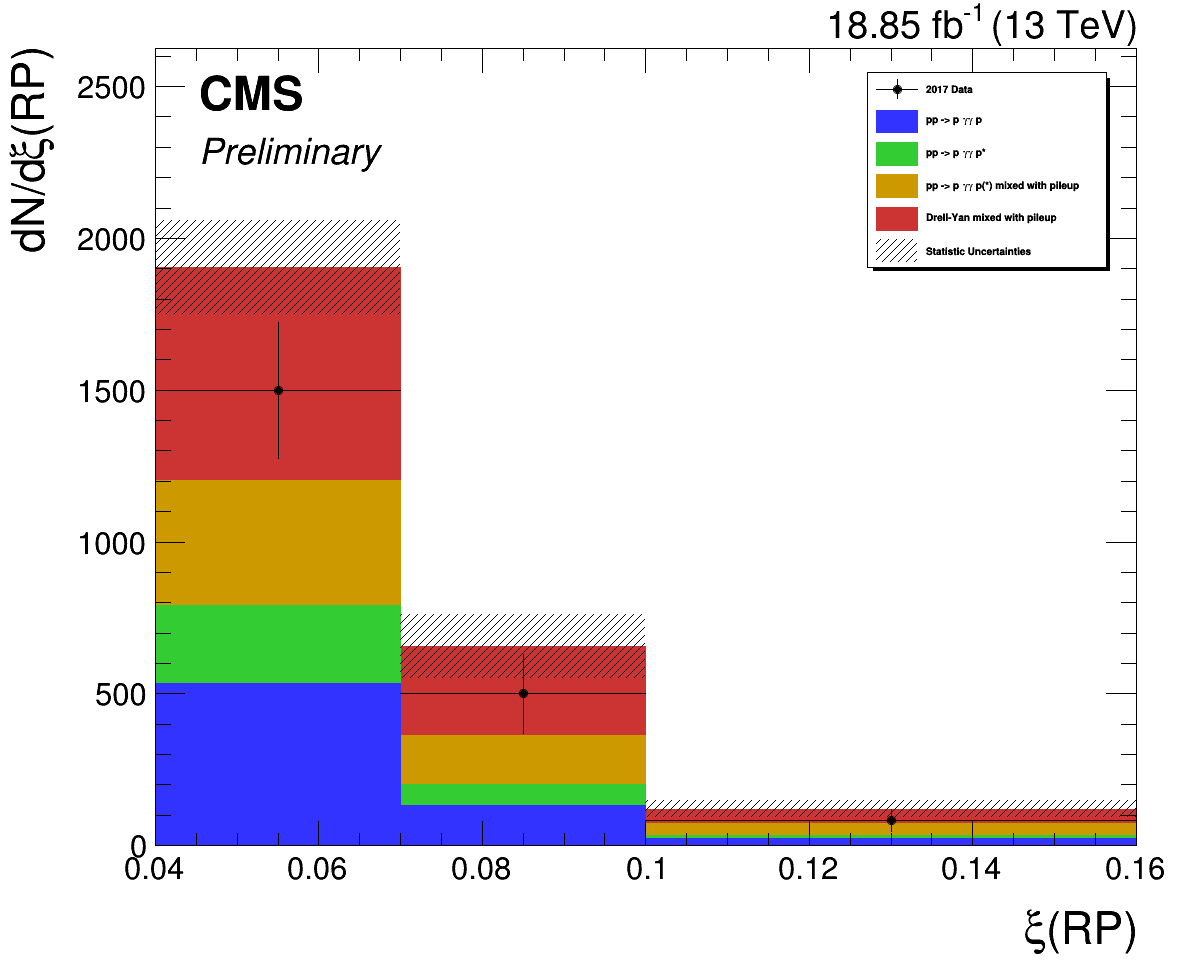 18.85 fb⁻¹ (13 TeV)
dN/dξ(RP)
CMS
Preliminary
2017 Data
pp -> p γγ p
pp -> p γγ p*
pp -> p γγ p(*) mixed with pileup
Drell-Yan mixed with pileup
Statistic Uncertainties
2500
2000
1500
1000
500
0
0.04 0.06 0.08 0.1 0.12 0.14 0.16
ξ(RP)